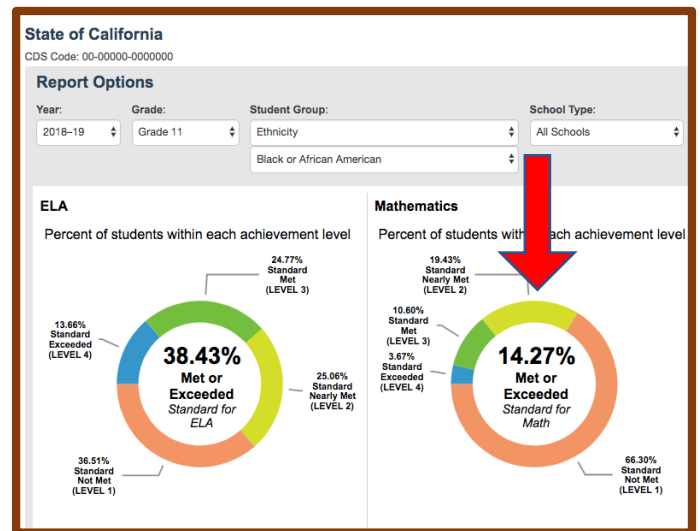 State of California
CDS Code: 00-00000-0000000
Report Options
Year:
Grade:
Student Group:
School Type:
2018–19
Grade 11
Ethnicity
All Schools
Black or African American
ELA
Percent of students within each achievement level
24.77%
Standard
Met
(LEVEL 3)
13.66%
Standard
Exceeded
(LEVEL 4)
38.43%
Met or
Exceeded
Standard for
ELA
25.06%
Standard
Nearly Met
(LEVEL 2)
36.51%
Standard
Not Met
(LEVEL 1)
Mathematics
Percent of students with ach achievement level
19.43%
Standard
Nearly Met
(LEVEL 2)
10.60%
Standard
Met
(LEVEL 3)
3.67%
Standard
Exceeded
(LEVEL 4)
14.27%
Met or
Exceeded
Standard for
Math
66.30%
Standard
Not Met
(LEVEL 1)